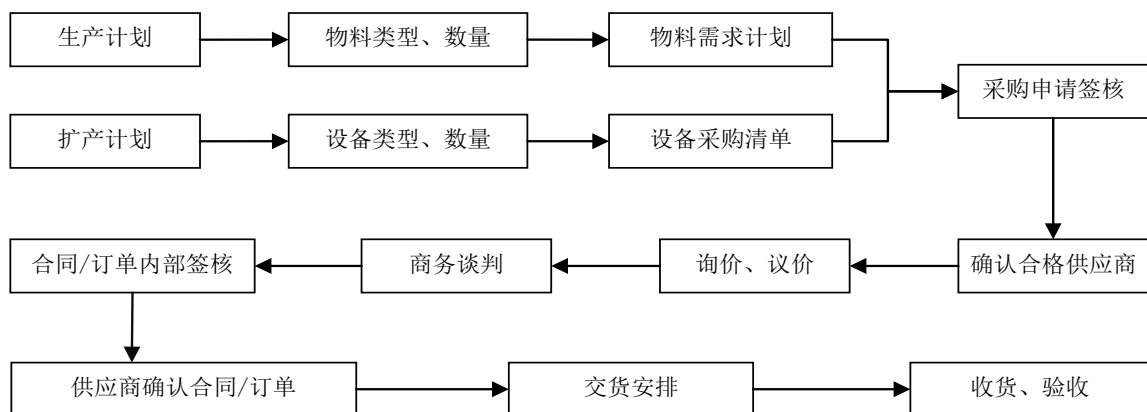 生产计划
物料类型、数量
物料需求计划
采购申请签核
扩产计划
设备类型、数量
设备采购清单
合同/订单内部签核
商务谈判
询价、议价
确认合格供应商
供应商确认合同/订单
交货安排
收货、验收